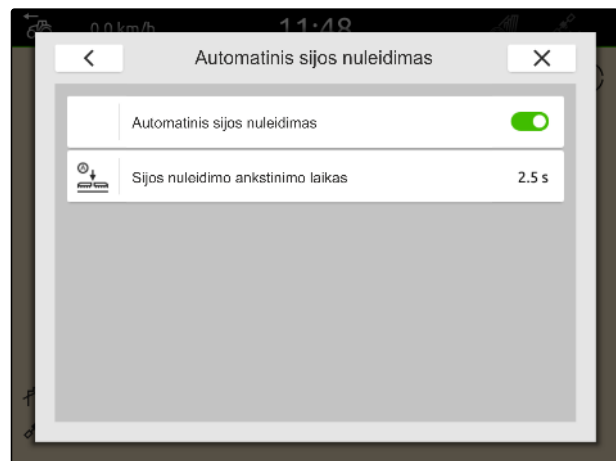 0.0 km/h
11:48
Automatinis sijos nuleidimas
Automatinis sijos nuleidimas
Sijos nuleidimo ankstinimo laikas
2.5 s